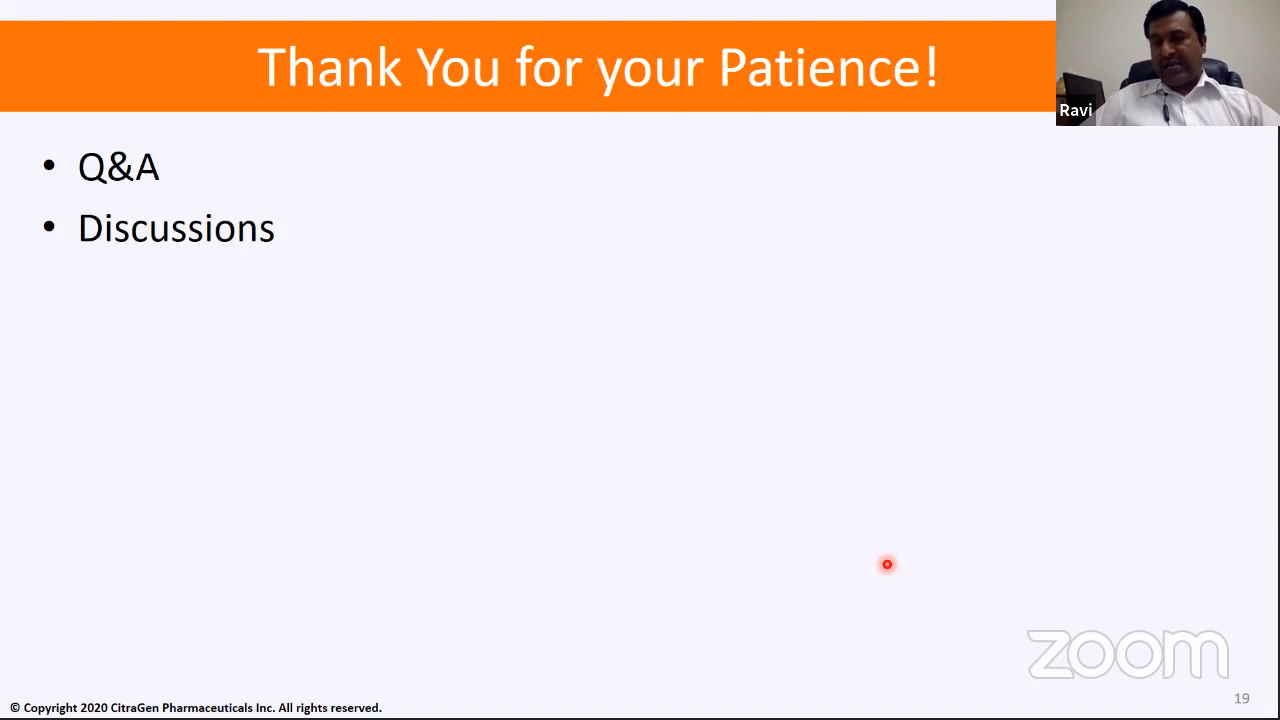 Thank You for your Patience!
Ravi
• Q&A
• Discussions
zoom
19
© Copyright 2020 CitraGen Pharmaceuticals Inc. All rights reserved.